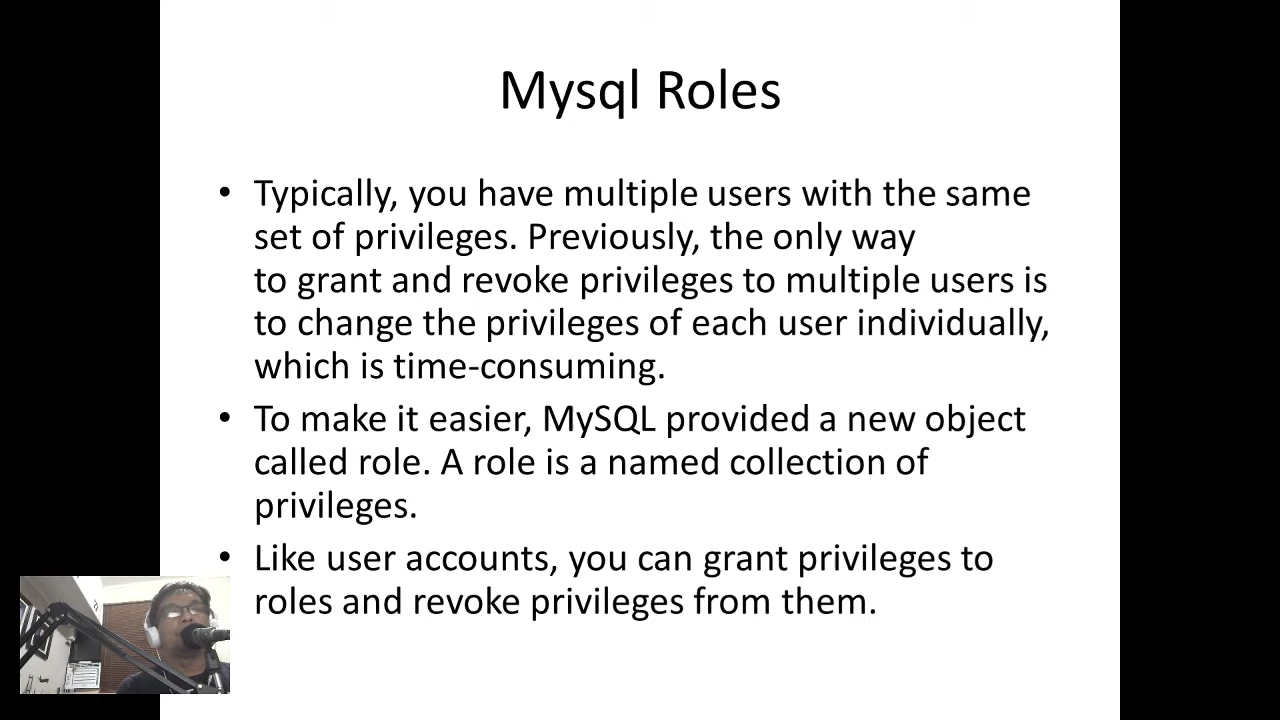 Mysql Roles
• Typically, you have multiple users with the same
set of privileges. Previously, the only way
to grant and revoke privileges to multiple users is
to change the privileges of each user individually,
which is time-consuming.
• To make it easier, MySQL provided a new object
called role. A role is a named collection of
privileges.
• Like user accounts, you can grant privileges to
roles and revoke privileges from them.